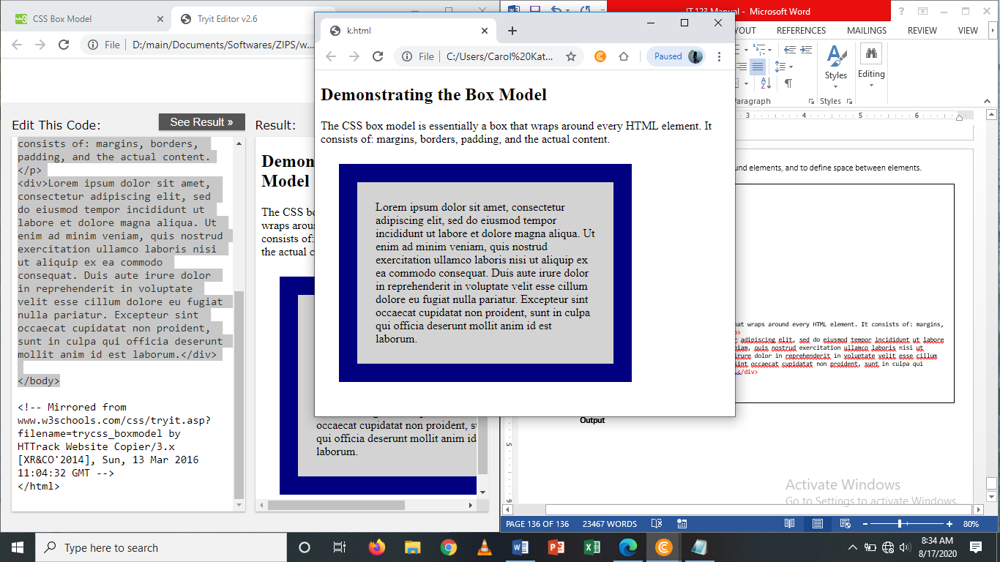 CSS Box Model
Tryit Editor v2.6
File
D:/main/Documents/Softwares/ZIPS/w...
Edit This Code:
See Result »
Result:
consists of: margins, borders,
padding, and the actual content.
</p>
<div>Lorem ipsum dolor sit amet,
consectetur adipiscing elit, sed
do eiusmod tempor incididunt ut
labore et dolore magna aliqua. Ut
enim ad minim veniam, quis nostrud
exercitation ullamco laboris nisi
ut aliquip ex ea commodo
consequat. Duis aute irure dolor
in reprehenderit in voluptate
velit esse cillum dolore eu fugiat
nulla pariatur. Excepteur sint
occaecat cupidatat non proident,
sunt in culpa qui officia deserunt
mollit anim id est laborum.</div>
</body>
<!-- Mirrored from
www.w3schools.com/css/tryit.asp?
filename=trycss_boxmodel by
HTTrack Website Copier/3.x
[XR&CO'2014], Sun, 13 Mar 2016
11:04:32 GMT -->
</html>
Demon
Model
The CSS b
wraps arou
consists of:
the actual c
occaecat cupidatat non proident, s
qui officia deserunt mollit anim id
laborum.
k.html
File
C:/Users/Carol%20Kat...
Paused
Demonstrating the Box Model
The CSS box model is essentially a box that wraps around every HTML element. It
consists of: margins, borders, padding, and the actual content.
Lorem ipsum dolor sit amet, consectetur
adipiscing elit, sed do eiusmod tempor
incididunt ut labore et dolore magna aliqua. Ut
enim ad minim veniam, quis nostrud
exercitation ullamco laboris nisi ut aliquip ex
ea commodo consequat. Duis aute irure dolor
in reprehenderit in voluptate velit esse cillum
dolore eu fugiat nulla pariatur. Excepteur sint
occaecat cupidatat non proident, sunt in culpa
qui officia deserunt mollit anim id est
laborum.
IT 123 Manual - Microsoft Word
YOUT REFERENCES MAILINGS REVIEW VIEW
Styles
Editing
aragraph
Styles
3 4 5 6
und elements, and to define space between elements.
hat wraps around every HTML element. It consists of: margins,
p>
r adipiscing elit, sed do eiusmod tempor incididunt ut labore
iam, quis nostrud exercitation ullamco laboris nisi ut
irure dolor in reprehenderit in voluptate velit esse cillum
sint occaecat cupidatat non proident, sunt in culpa qui
</div>
Output
5
6
Activate Windows
Go to Settings to activate Windows.
PAGE 136 OF 136 23467 WORDS 80%
Type here to search
8:34 AM
8/17/2020